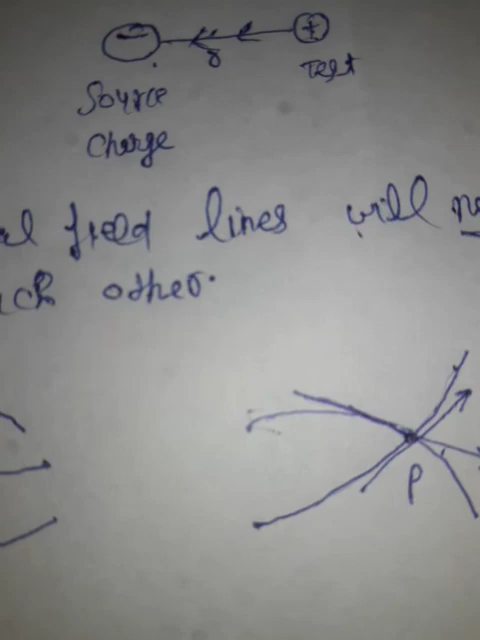 − +
r
Test
Source
Charge
field lines will
other.
P